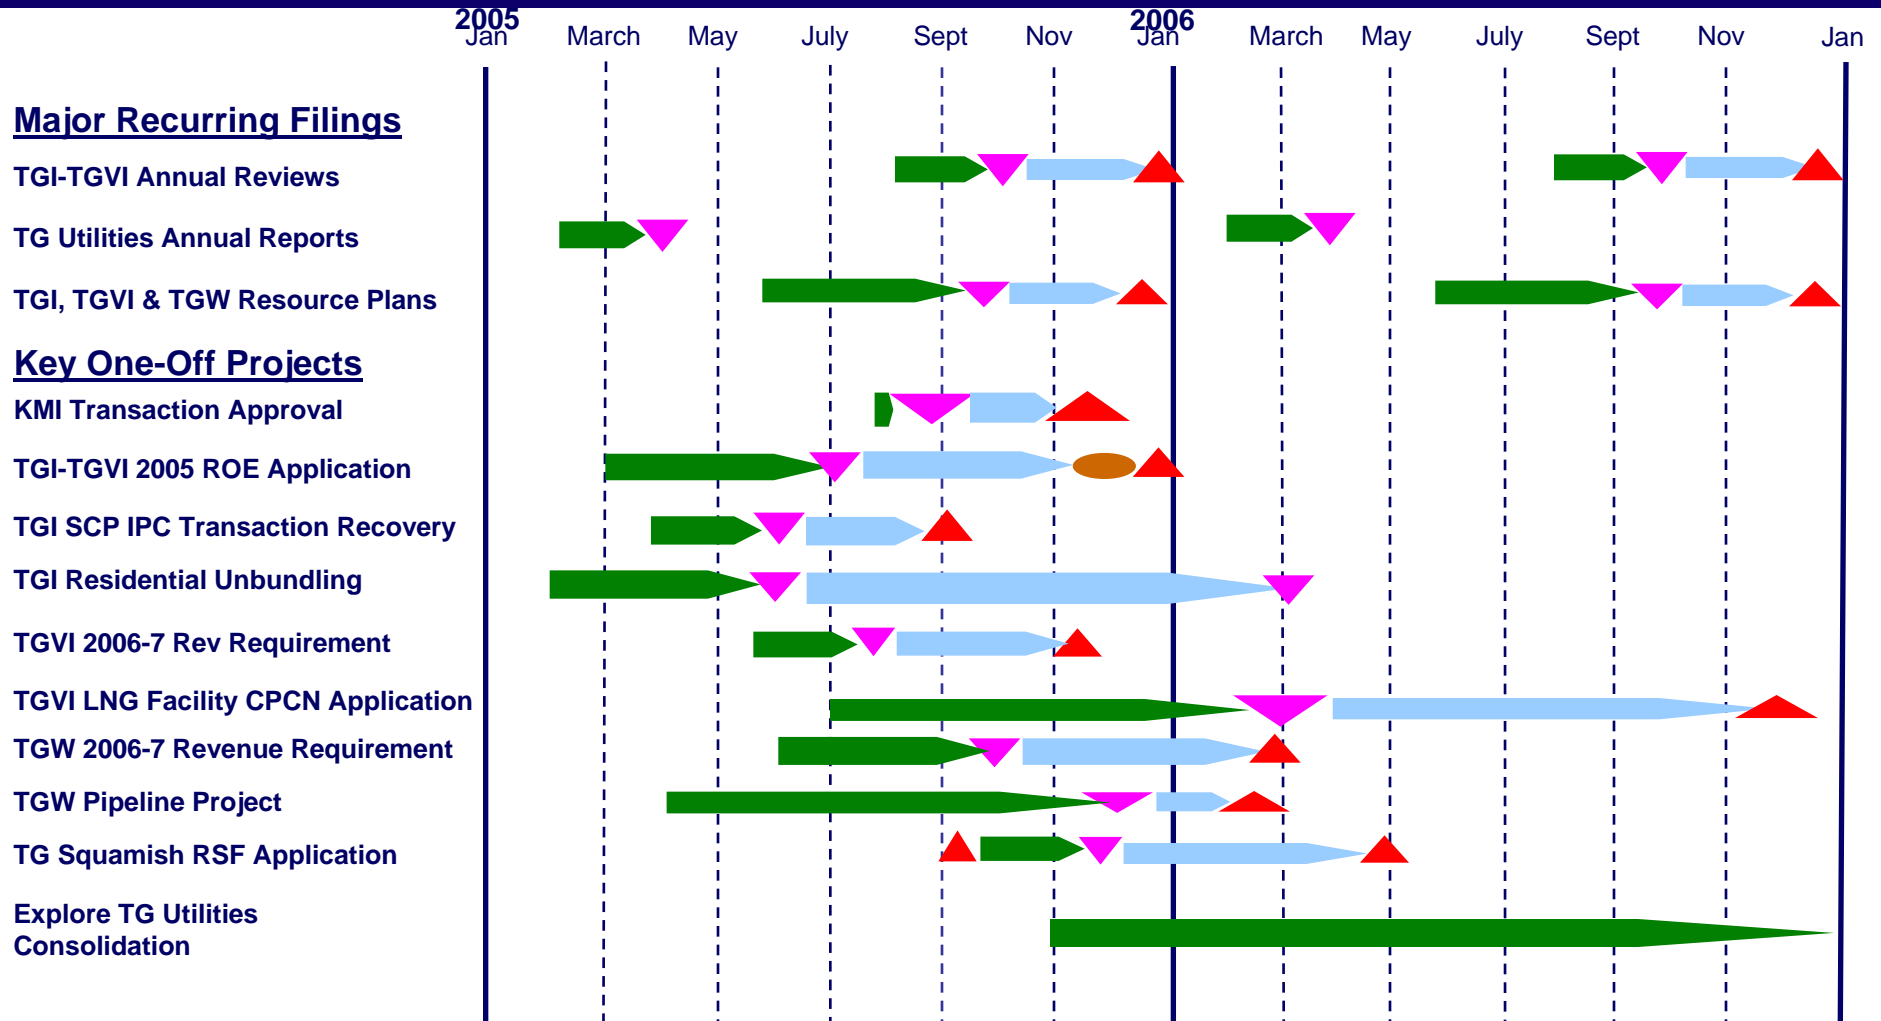 2005 2006
Jan March May July Sept Nov Jan March May July Sept Nov Jan
Major Recurring Filings
TGI-TGVI Annual Reviews
TG Utilities Annual Reports
TGI, TGVI & TGW Resource Plans
Key One-Off Projects
KMI Transaction Approval
TGI-TGVI 2005 ROE Application
TGI SCP IPC Transaction Recovery
TGI Residential Unbundling
TGVI 2006-7 Rev Requirement
TGVI LNG Facility CPCN Application
TGW 2006-7 Revenue Requirement
TGW Pipeline Project
TG Squamish RSF Application
Explore TG Utilities
Consolidation